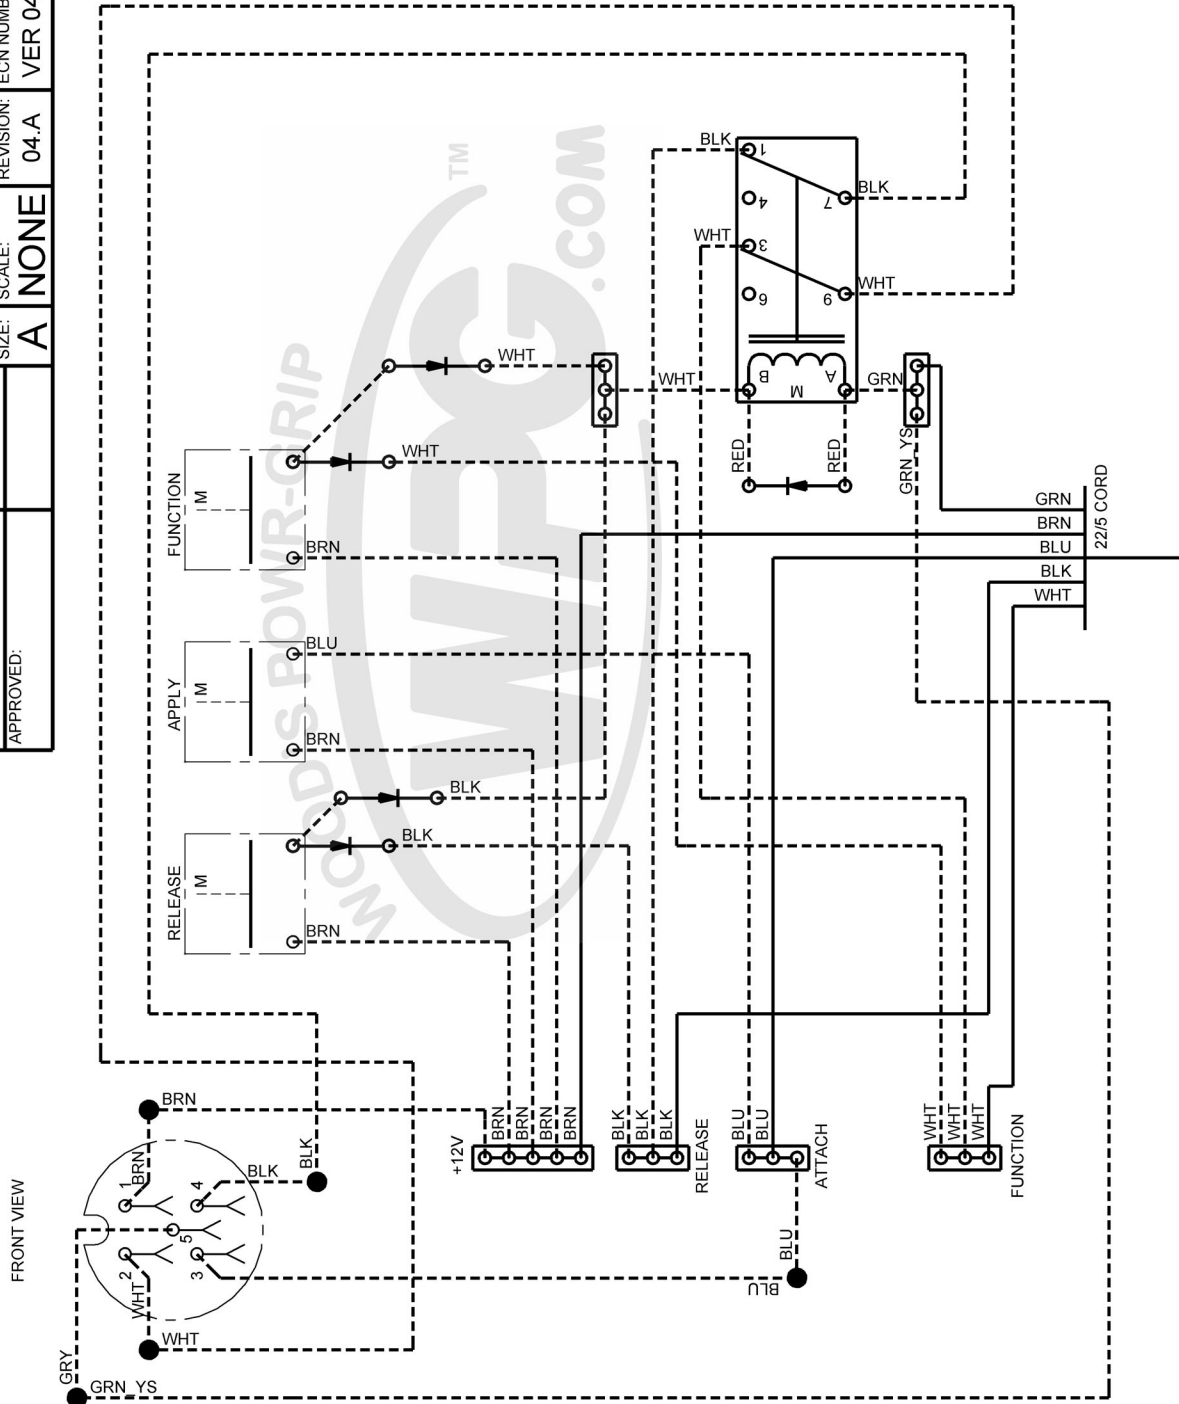 SIZE:
A
SCALE:
NONE
REVISION:
04.A
VER 04
APPROVED:
WOOD'S POWR-GRIP
WPG
.COM
TM
BLK
1
4
7
BLK
WHT
3
6
9
WHT
B
A
M
WHT
GRN
RED
RED
GRN_YS
WHT
WHT
FUNCTION
M
BRN
GRN
BRN
BLU
BLK
WHT
22/5 CORD
APPLY
M
BLU
BRN
BLK
BLK
RELEASE
M
BRN
BRN
BRN
1
4
BLK
BLK
5
2
3
WHT
WHT
GRY
GRN_YS
FRONT VIEW
+12V
BRN
BRN
BRN
BRN
BLK
BLK
BLK
RELEASE
BLU
BLU
ATTACH
BLU
BLU
WHT
WHT
WHT
FUNCTION